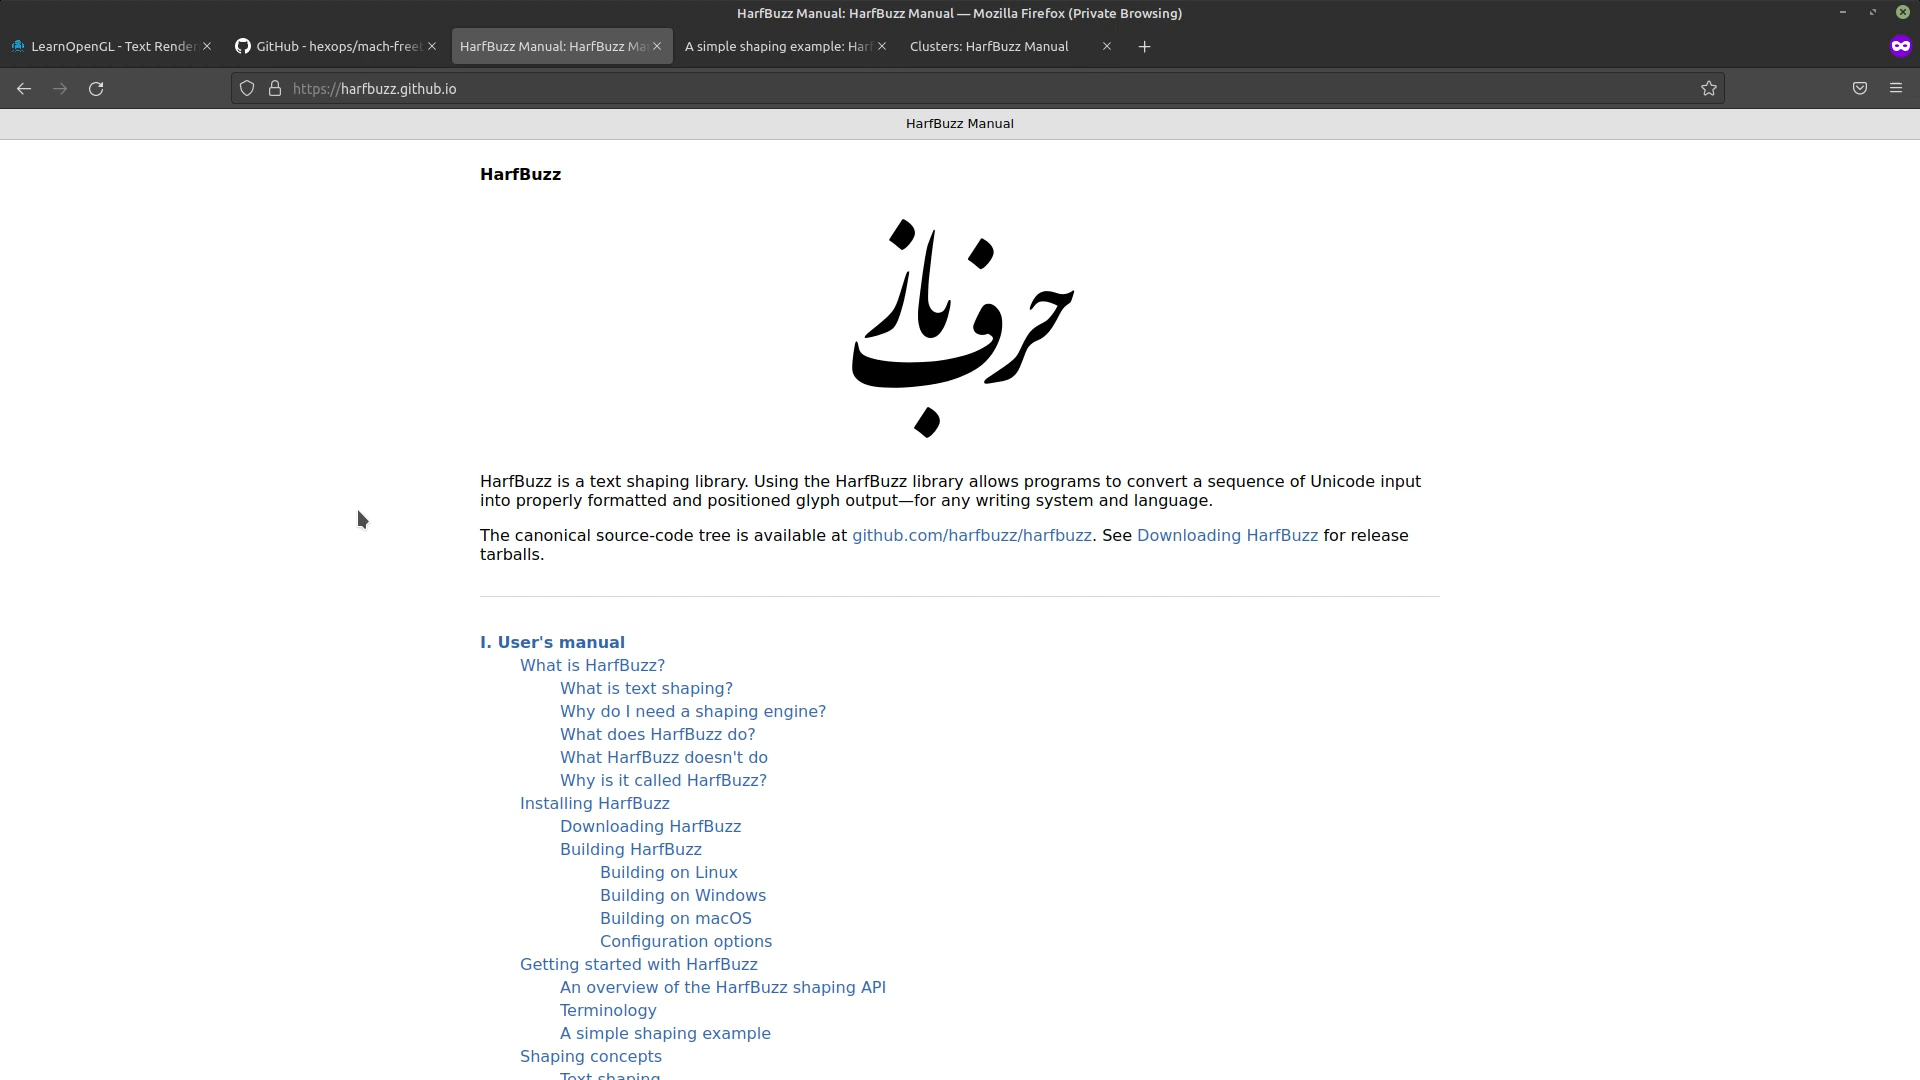 HarfBuzz Manual: HarfBuzz Manual — Mozilla Firefox (Private Browsing)
LearnOpenGL - Text Render
GitHub - hexops/mach-freet
HarfBuzz Manual: HarfBuzz Ma
A simple shaping example: Harf
Clusters: HarfBuzz Manual
https://harfbuzz.github.io
HarfBuzz Manual
HarfBuzz
حرف‌باز
HarfBuzz is a text shaping library. Using the HarfBuzz library allows programs to convert a sequence of Unicode input
into properly formatted and positioned glyph output—for any writing system and language.
The canonical source-code tree is available at github.com/harfbuzz/harfbuzz. See Downloading HarfBuzz for release
tarballs.
I. User's manual
What is HarfBuzz?
What is text shaping?
Why do I need a shaping engine?
What does HarfBuzz do?
What HarfBuzz doesn't do
Why is it called HarfBuzz?
Installing HarfBuzz
Downloading HarfBuzz
Building HarfBuzz
Building on Linux
Building on Windows
Building on macOS
Configuration options
Getting started with HarfBuzz
An overview of the HarfBuzz shaping API
Terminology
A simple shaping example
Shaping concepts
Text shaping